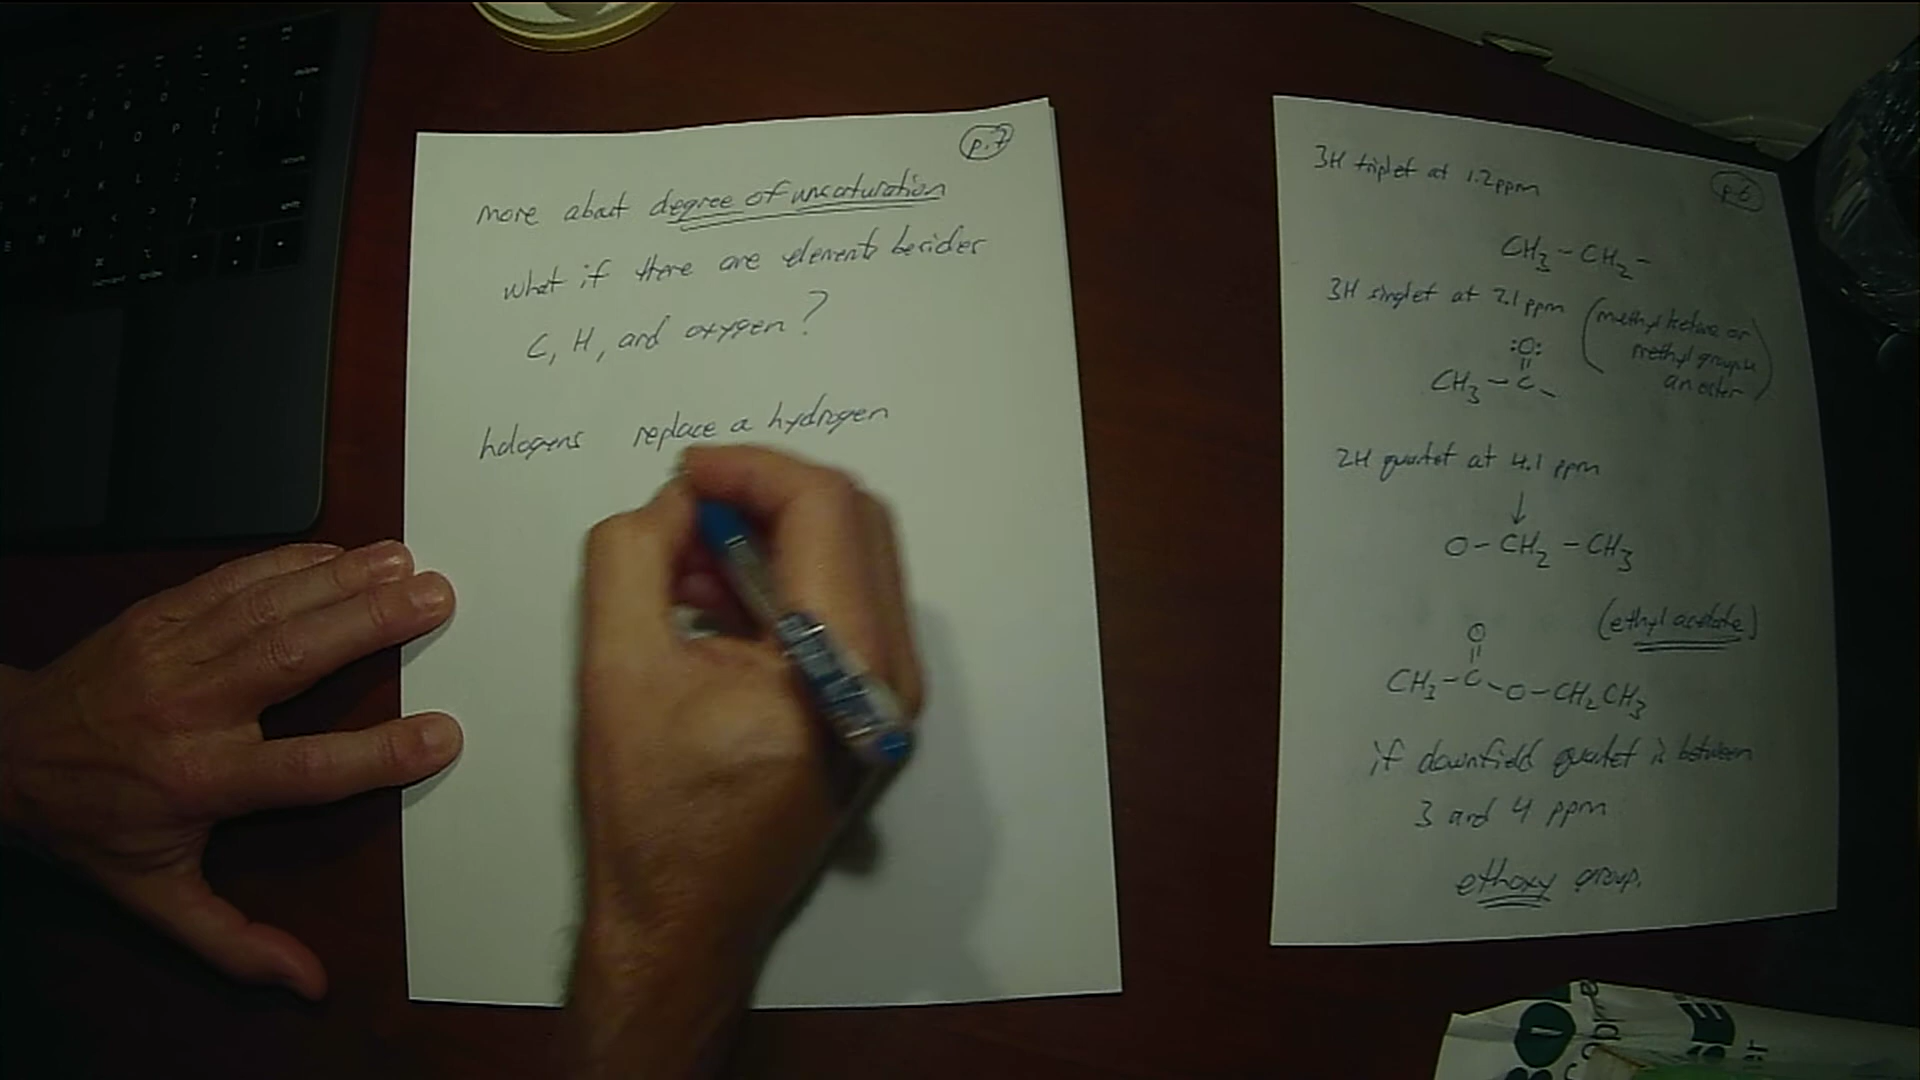 p.7
more about degree of unsaturation
what if there are elements besides
C, H, and oxygen?
halogens replace a hydrogen
p.6
3H triplet at 1.2 ppm
CH3-CH2-
3H singlet at 2.1 ppm (methyl ketone or
methyl group in
an ester)
:O:
||
CH3-C-
2H quartet at 4.1 ppm
↓
O-CH2-CH3
(ethyl acetate)
O
||
CH3-C-O-CH2CH3
if downfield quartet is between
3 and 4 ppm
ethoxy group.